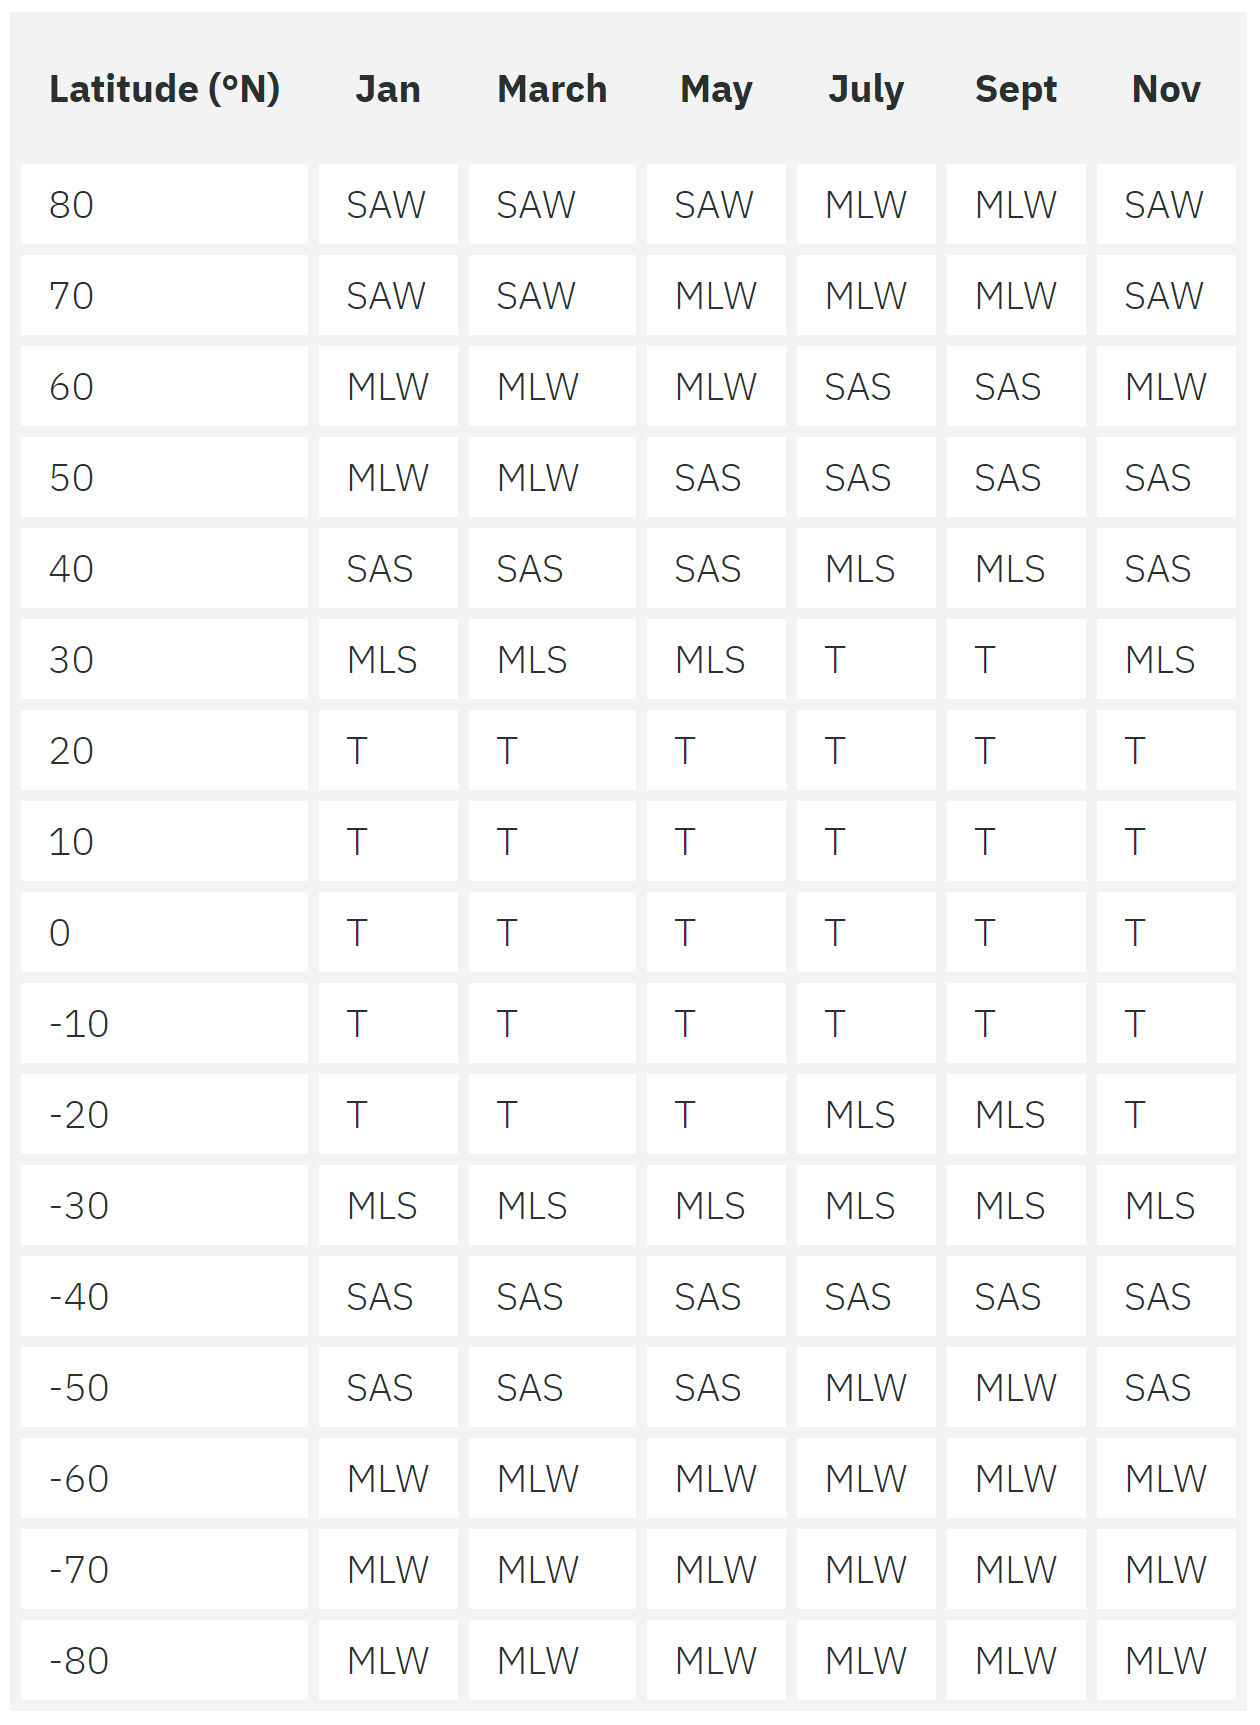 Latitude (°N) Jan March May July Sept Nov
80 SAW SAW SAW MLW MLW SAW
70 SAW SAW MLW MLW MLW SAW
60 MLW MLW MLW SAS SAS MLW
50 MLW MLW SAS SAS SAS SAS
40 SAS SAS SAS MLS MLS SAS
30 MLS MLS MLS T T MLS
20 T T T T T T
10 T T T T T T
0 T T T T T T
-10 T T T T T T
-20 T T T MLS MLS T
-30 MLS MLS MLS MLS MLS MLS
-40 SAS SAS SAS SAS SAS SAS
-50 SAS SAS SAS MLW MLW SAS
-60 MLW MLW MLW MLW MLW MLW
-70 MLW MLW MLW MLW MLW MLW
-80 MLW MLW MLW MLW MLW MLW